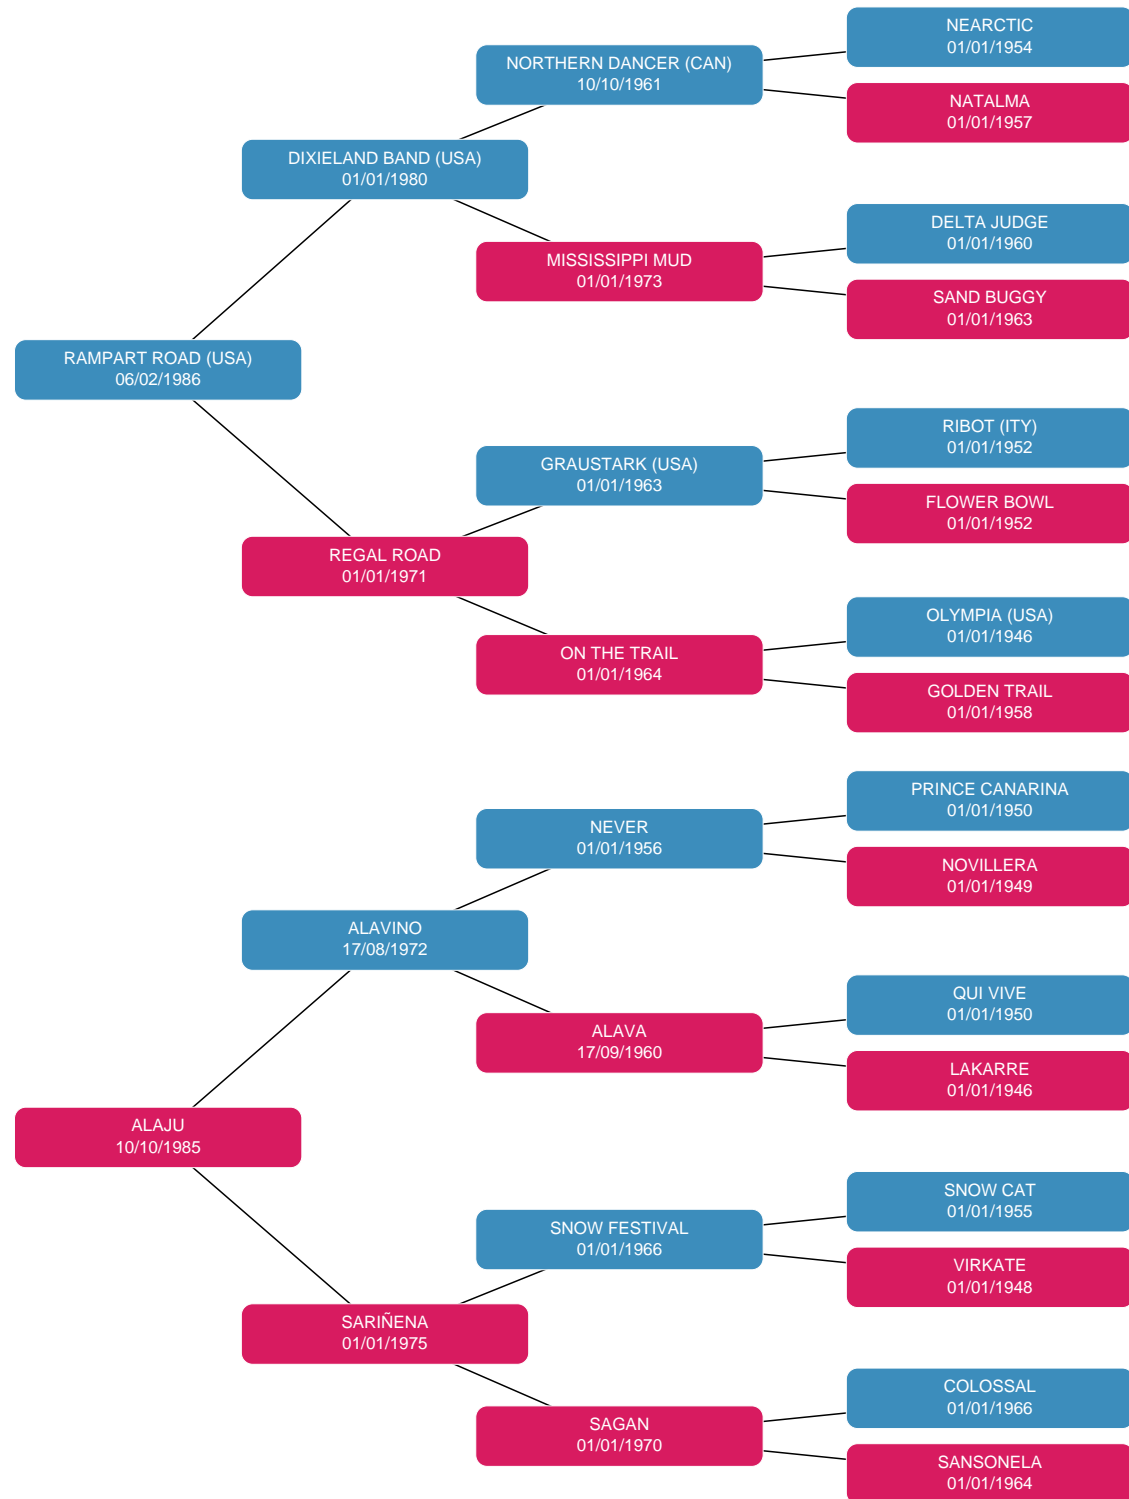 NEARCTIC
01/01/1954
NORTHERN DANCER (CAN)
10/10/1961
NATALMA
01/01/1957
DIXIELAND BAND (USA)
01/01/1980
DELTA JUDGE
01/01/1960
MISSISSIPPI MUD
01/01/1973
SAND BUGGY
01/01/1963
RAMPART ROAD (USA)
06/02/1986
RIBOT (ITY)
01/01/1952
GRAUSTARK (USA)
01/01/1963
FLOWER BOWL
01/01/1952
REGAL ROAD
01/01/1971
OLYMPIA (USA)
01/01/1946
ON THE TRAIL
01/01/1964
GOLDEN TRAIL
01/01/1958
PRINCE CANARINA
01/01/1950
NEVER
01/01/1956
NOVILLERA
01/01/1949
ALAVINO
17/08/1972
QUI VIVE
01/01/1950
ALAVA
17/09/1960
LAKARRE
01/01/1946
ALAJU
10/10/1985
SNOW CAT
01/01/1955
SNOW FESTIVAL
01/01/1966
VIRKATE
01/01/1948
SARIÑENA
01/01/1975
COLOSSAL
01/01/1966
SAGAN
01/01/1970
SANSONELA
01/01/1964